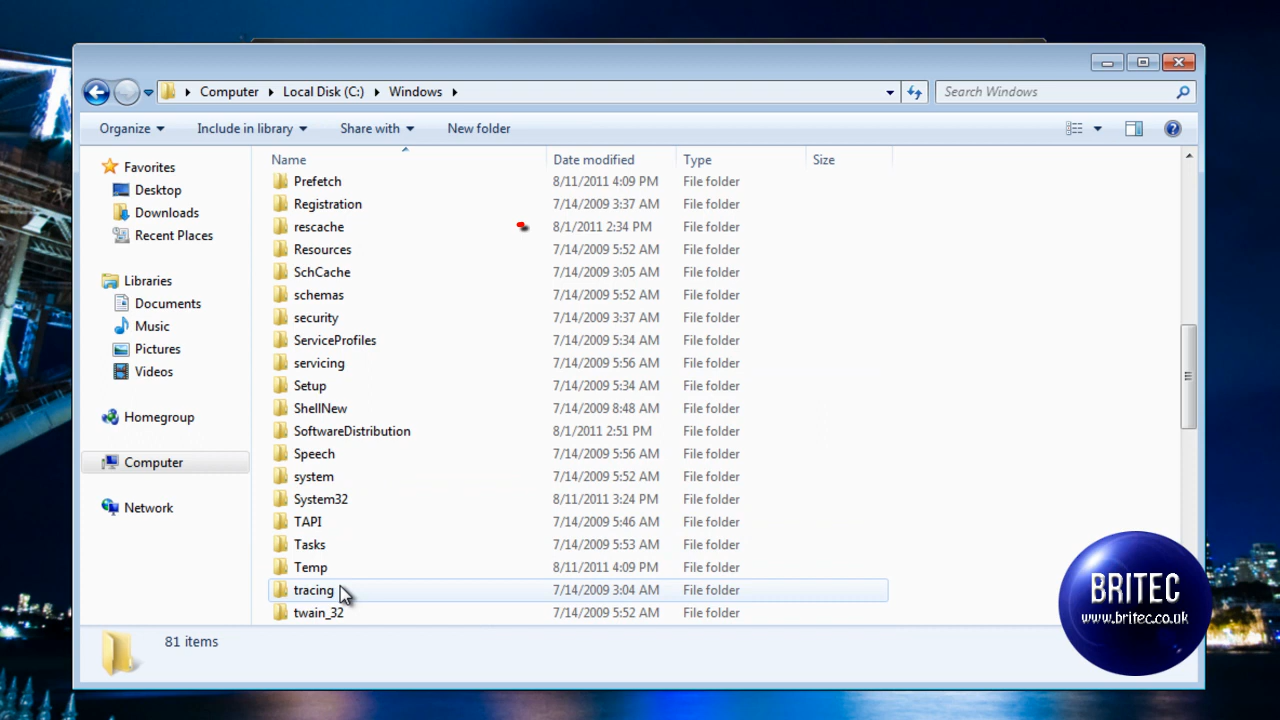 Computer Local Disk (C:) Windows
Search Windows
Organize Include in library Share with New folder
Name Date modified Type Size
Favorites
Desktop
Downloads
Recent Places
Libraries
Documents
Music
Pictures
Videos
Homegroup
Computer
Network
Prefetch 8/11/2011 4:09 PM File folder
Registration 7/14/2009 3:37 AM File folder
rescache 8/1/2011 2:34 PM File folder
Resources 7/14/2009 5:52 AM File folder
SchCache 7/14/2009 3:05 AM File folder
schemas 7/14/2009 5:52 AM File folder
security 7/14/2009 3:37 AM File folder
ServiceProfiles 7/14/2009 5:34 AM File folder
servicing 7/14/2009 5:56 AM File folder
Setup 7/14/2009 5:34 AM File folder
ShellNew 7/14/2009 8:48 AM File folder
SoftwareDistribution 8/1/2011 2:51 PM File folder
Speech 7/14/2009 5:56 AM File folder
system 7/14/2009 5:52 AM File folder
System32 8/11/2011 3:24 PM File folder
TAPI 7/14/2009 5:46 AM File folder
Tasks 7/14/2009 5:53 AM File folder
Temp 8/11/2011 4:09 PM File folder
tracing 7/14/2009 3:04 AM File folder
twain_32 7/14/2009 5:52 AM File folder
81 items
BRITEC
www.britec.co.uk